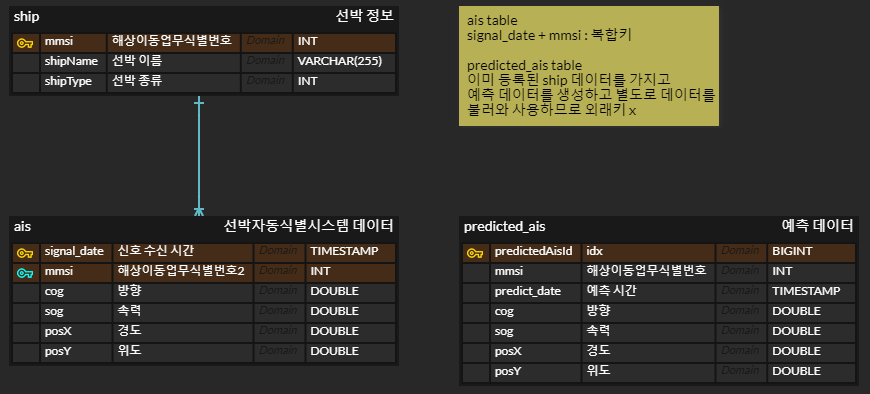 ship 선박 정보
mmsi 해상이동업무식별번호 Domain INT
shipName 선박 이름 Domain VARCHAR(255)
shipType 선박 종류 Domain INT
ais table
signal_date + mmsi : 복합키
predicted_ais table
이미 등록된 ship 데이터를 가지고
예측 데이터를 생성하고 별도로 데이터를
불러와 사용하므로 외래키 x
ais 선박자동식별시스템 데이터
signal_date 신호 수신 시간 Domain TIMESTAMP
mmsi 해상이동업무식별번호2 Domain INT
cog 방향 Domain DOUBLE
sog 속력 Domain DOUBLE
posX 경도 Domain DOUBLE
posY 위도 Domain DOUBLE
predicted_ais 예측 데이터
predictedAisId idx Domain BIGINT
mmsi 해상이동업무식별번호 Domain INT
predict_date 예측 시간 Domain TIMESTAMP
cog 방향 Domain DOUBLE
sog 속력 Domain DOUBLE
posX 경도 Domain DOUBLE
posY 위도 Domain DOUBLE